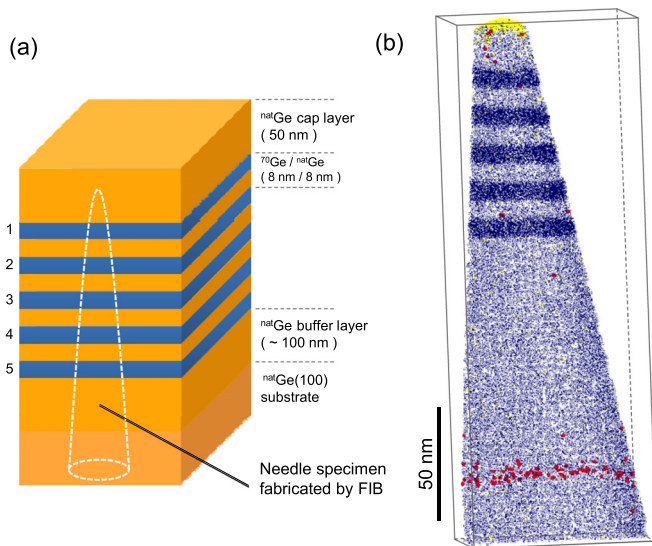 (a)
natGe cap layer
( 50 nm )
70Ge / natGe
( 8 nm / 8 nm )
1
2
3
4
5
natGe buffer layer
( ~ 100 nm )
natGe(100)
substrate
Needle specimen
fabricated by FIB
(b)
50 nm